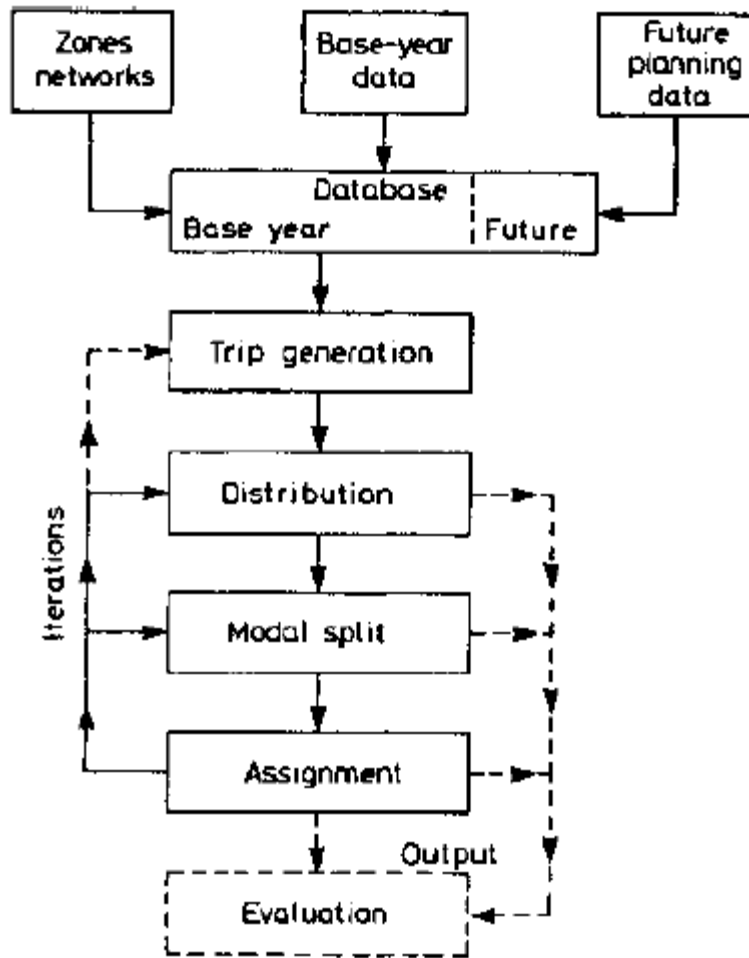 Zones
networks
Base-year
data
Future
planning
data
Database
Base year
Future
Trip generation
Distribution
Iterations
Modal split
Assignment
Output
Evaluation